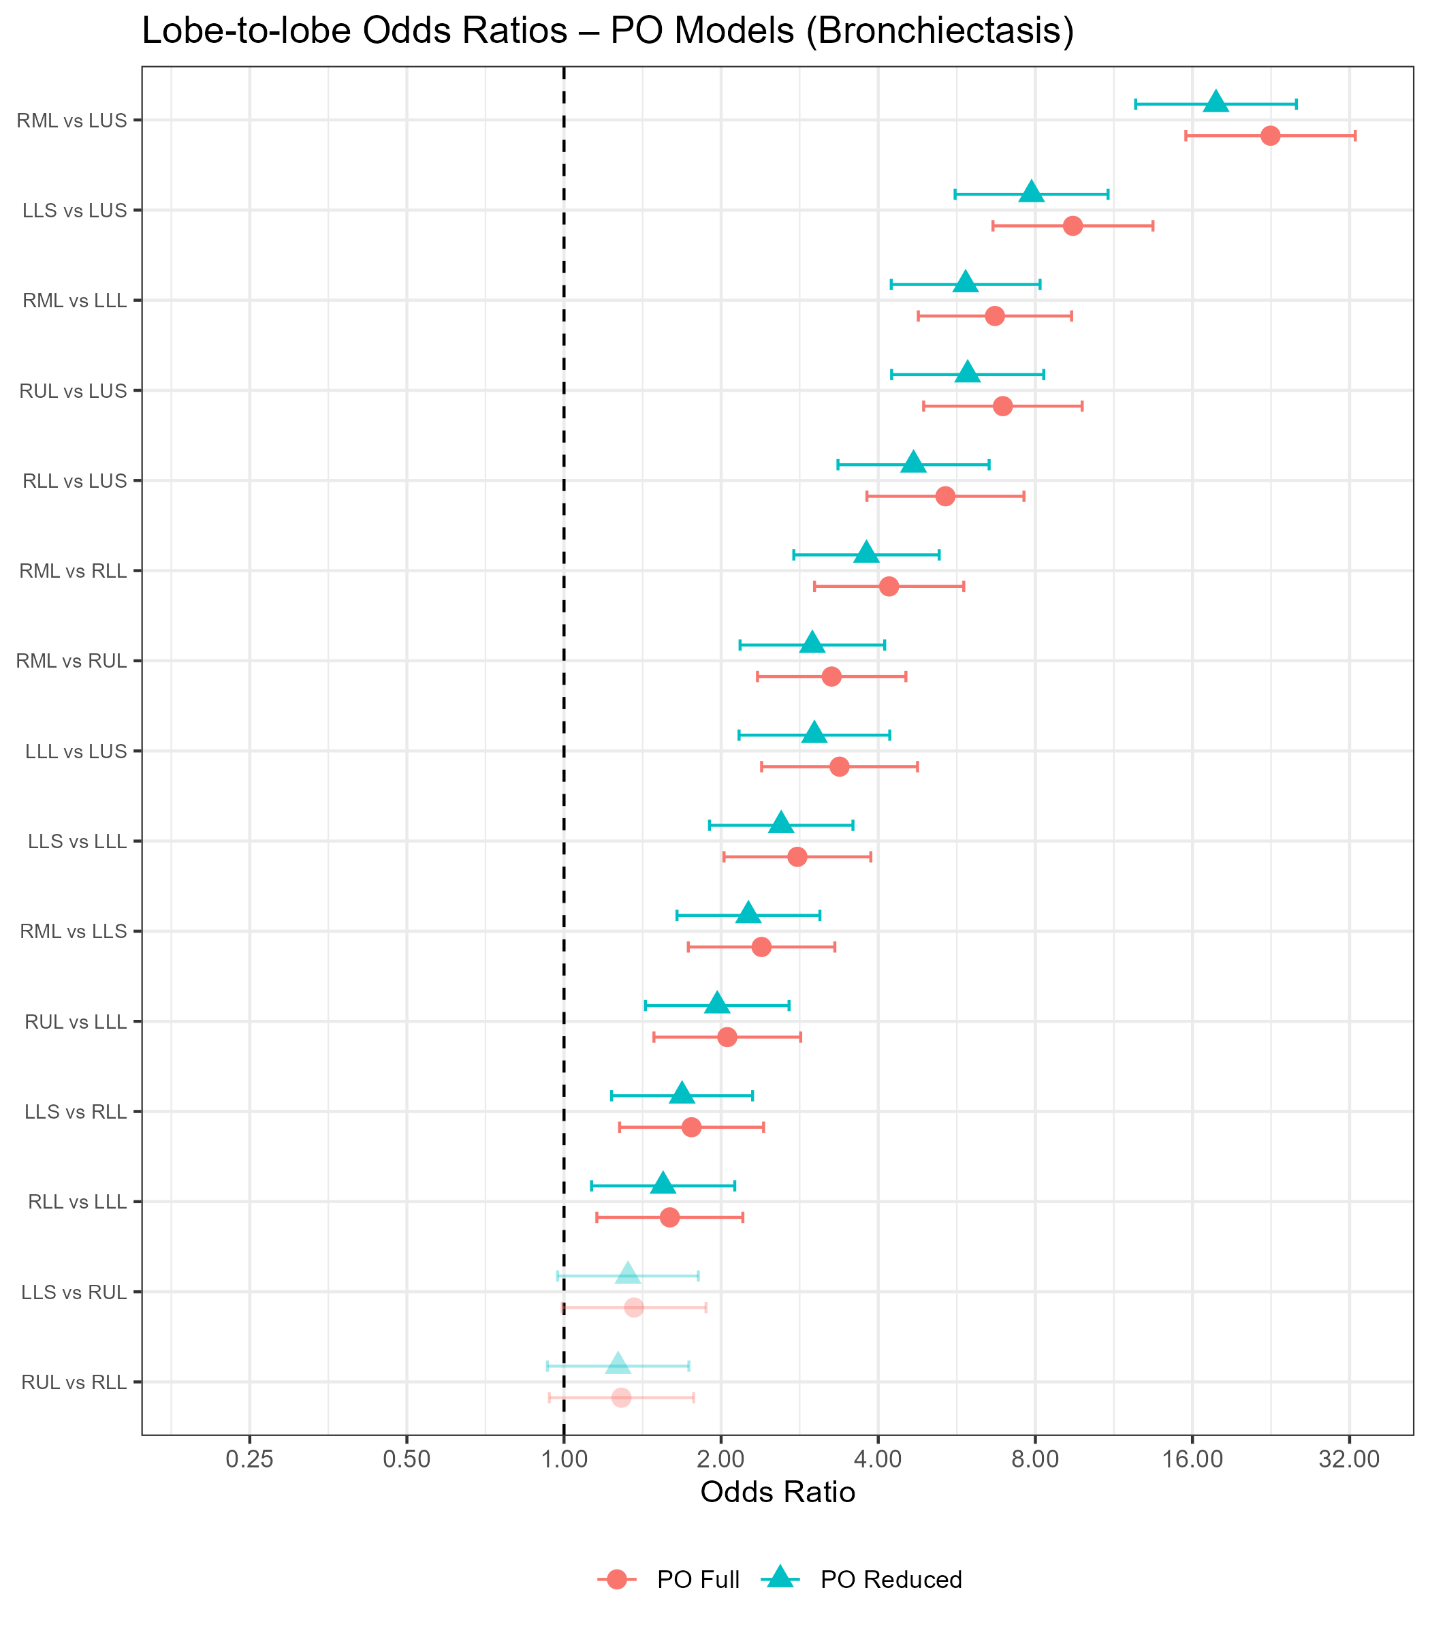 Lobe-to-lobe Odds Ratios – PO Models (Bronchiectasis)
RML vs LUS
LLS vs LUS
RML vs LLL
RUL vs LUS
RLL vs LUS
RML vs RLL
RML vs RUL
LLL vs LUS
LLS vs LLL
RML vs LLS
RUL vs LLL
LLS vs RLL
RLL vs LLL
LLS vs RUL
RUL vs RLL
0.25 0.50 1.00 2.00 4.00 8.00 16.00 32.00
Odds Ratio
PO Full PO Reduced